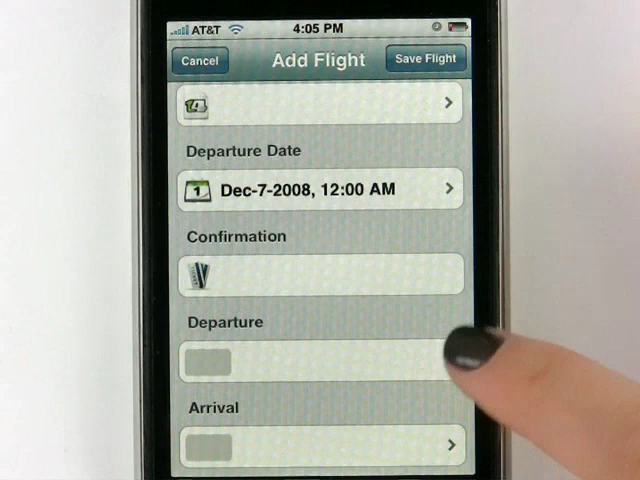 AT&T 4:05 PM
Cancel Add Flight Save Flight
Departure Date
1 Dec-7-2008, 12:00 AM
Confirmation
Departure
Arrival